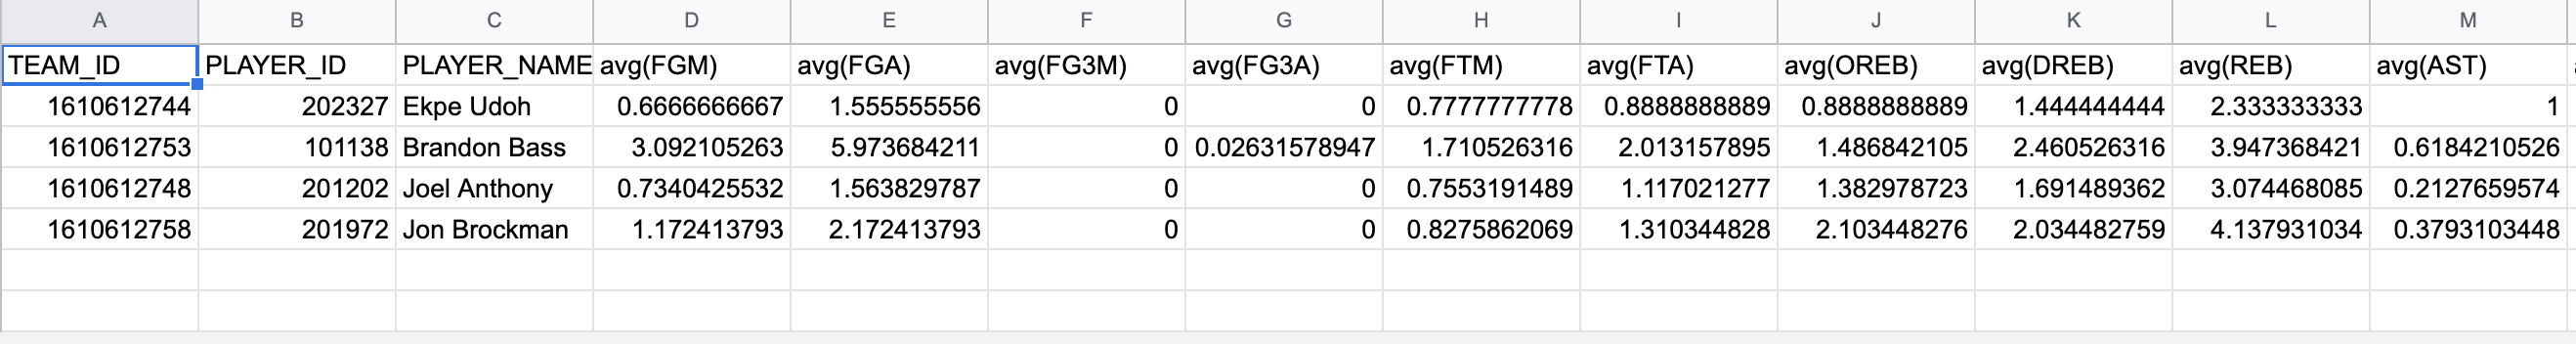 A B C D E F G H I J K L M
TEAM_ID PLAYER_ID PLAYER_NAME avg(FGM) avg(FGA) avg(FG3M) avg(FG3A) avg(FTM) avg(FTA) avg(OREB) avg(DREB) avg(REB) avg(AST)
1610612744 202327 Ekpe Udoh 0.6666666667 1.555555556 0 0 0.7777777778 0.8888888889 0.8888888889 1.444444444 2.333333333 1
1610612753 101138 Brandon Bass 3.092105263 5.973684211 0 0.02631578947 1.710526316 2.013157895 1.486842105 2.460526316 3.947368421 0.6184210526
1610612748 201202 Joel Anthony 0.7340425532 1.563829787 0 0 0.7553191489 1.117021277 1.382978723 1.691489362 3.074468085 0.2127659574
1610612758 201972 Jon Brockman 1.172413793 2.172413793 0 0 0.8275862069 1.310344828 2.103448276 2.034482759 4.137931034 0.3793103448